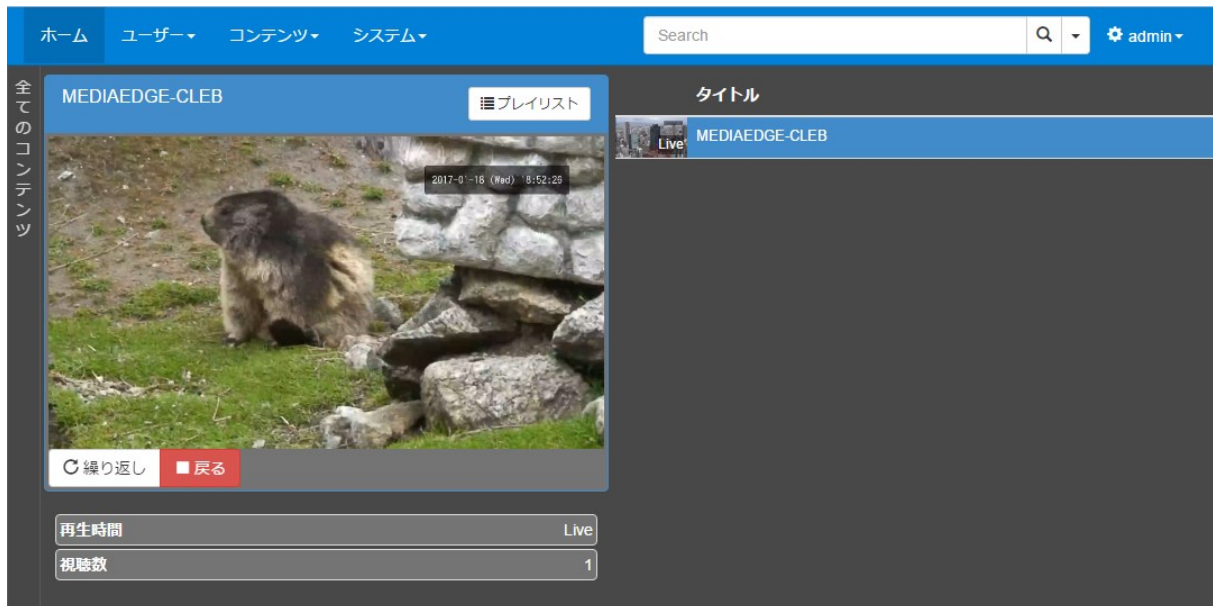 ホーム ユーザー コンテンツ システム Search admin
全てのコンテンツ
MEDIAEDGE-CLEB プレイリスト
(Wed)
繰り返し 戻る
再生時間 Live
視聴数 1
タイトル
Live MEDIAEDGE-CLEB